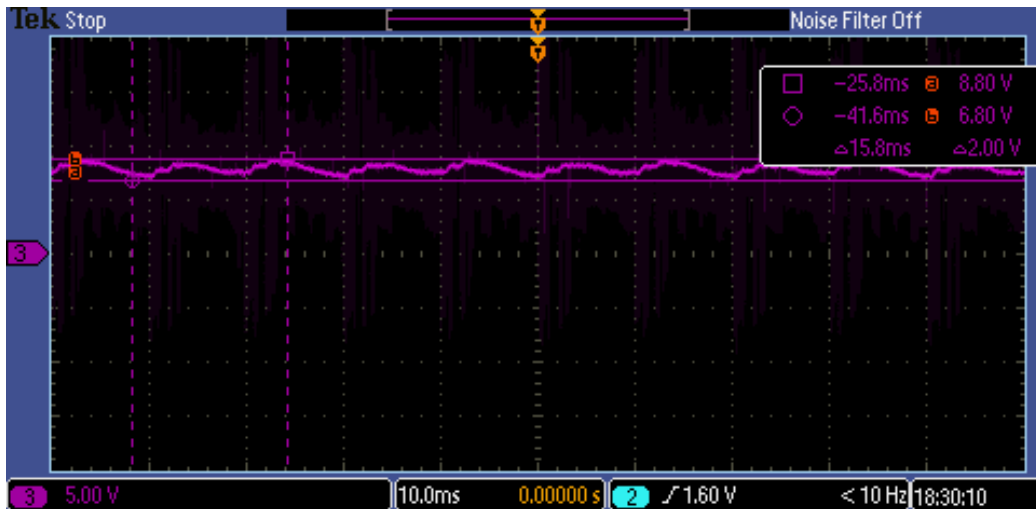 Tek Stop Noise Filter Off
T
T
-25.8ms a 8.80 V
-41.6ms b 6.80 V
△15.8ms △2.00 V
b
a
3
3 5.00 V 10.0ms 0.00000 s 2 ∫ 1.60 V < 10 Hz 18:30:10